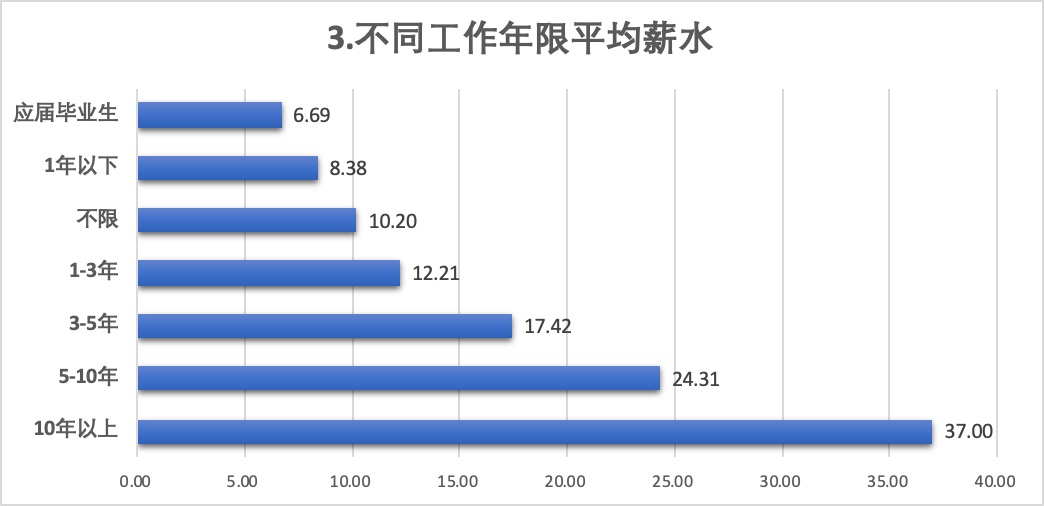 3.不同工作年限平均薪水
应届毕业生 6.69
1年以下 8.38
不限 10.20
1-3年 12.21
3-5年 17.42
5-10年 24.31
10年以上 37.00
0.00 5.00 10.00 15.00 20.00 25.00 30.00 35.00 40.00